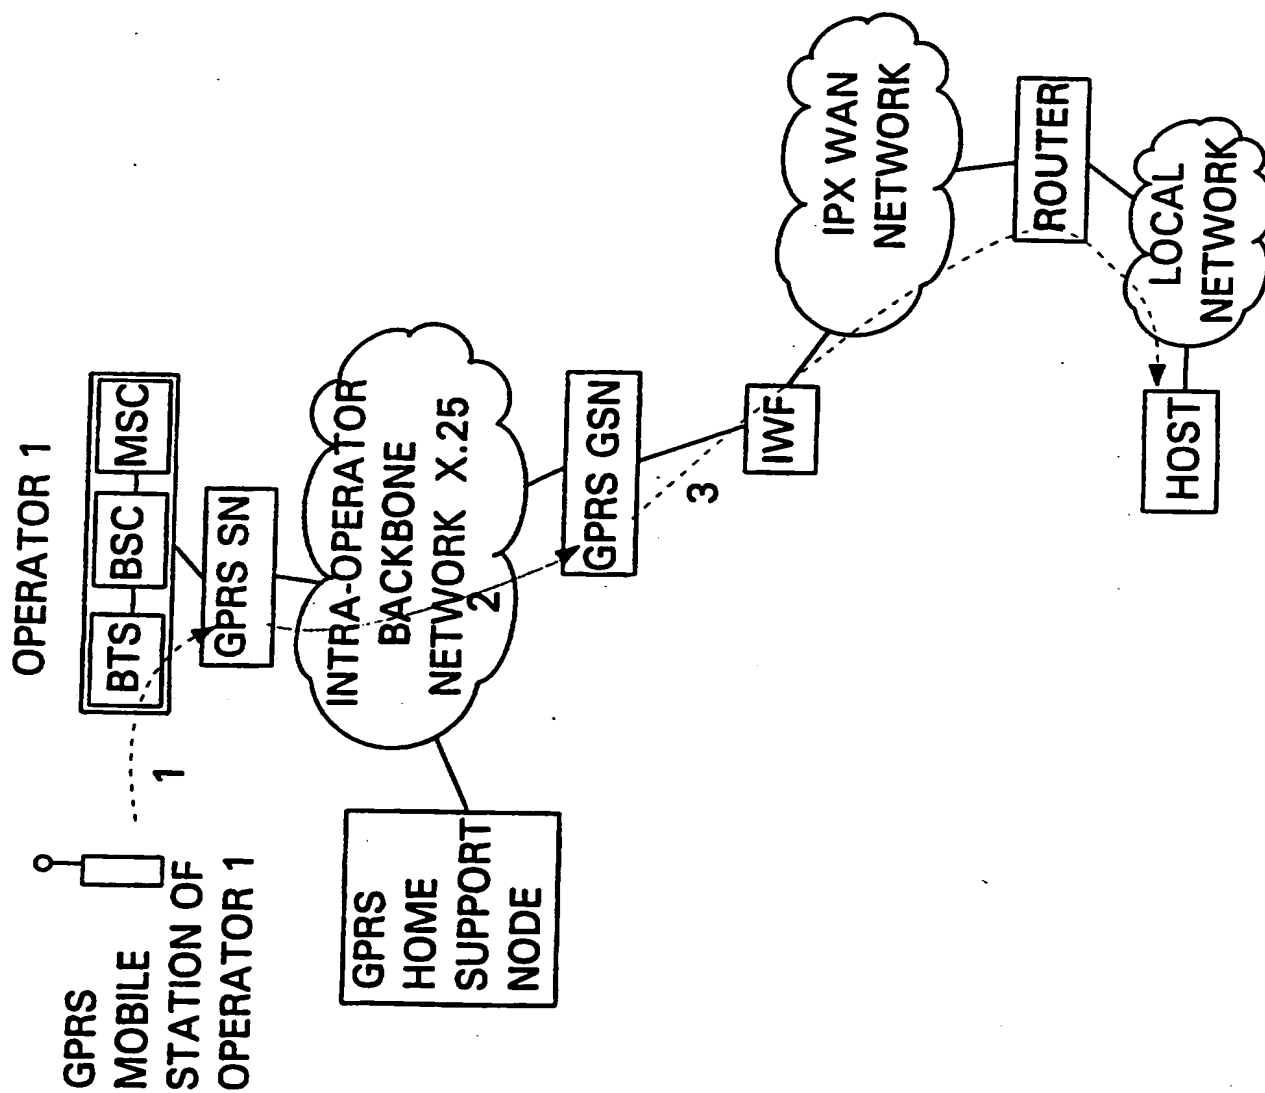 OPERATOR 1
BTS
BSC
MSC
GPRS
MOBILE
STATION OF
OPERATOR 1
1
GPRS SN
INTRA-OPERATOR
BACKBONE
NETWORK X.25
2
GPRS
HOME
SUPPORT
NODE
GPRS GSN
3
IWF
IPX WAN
NETWORK
ROUTER
LOCAL
NETWORK
HOST